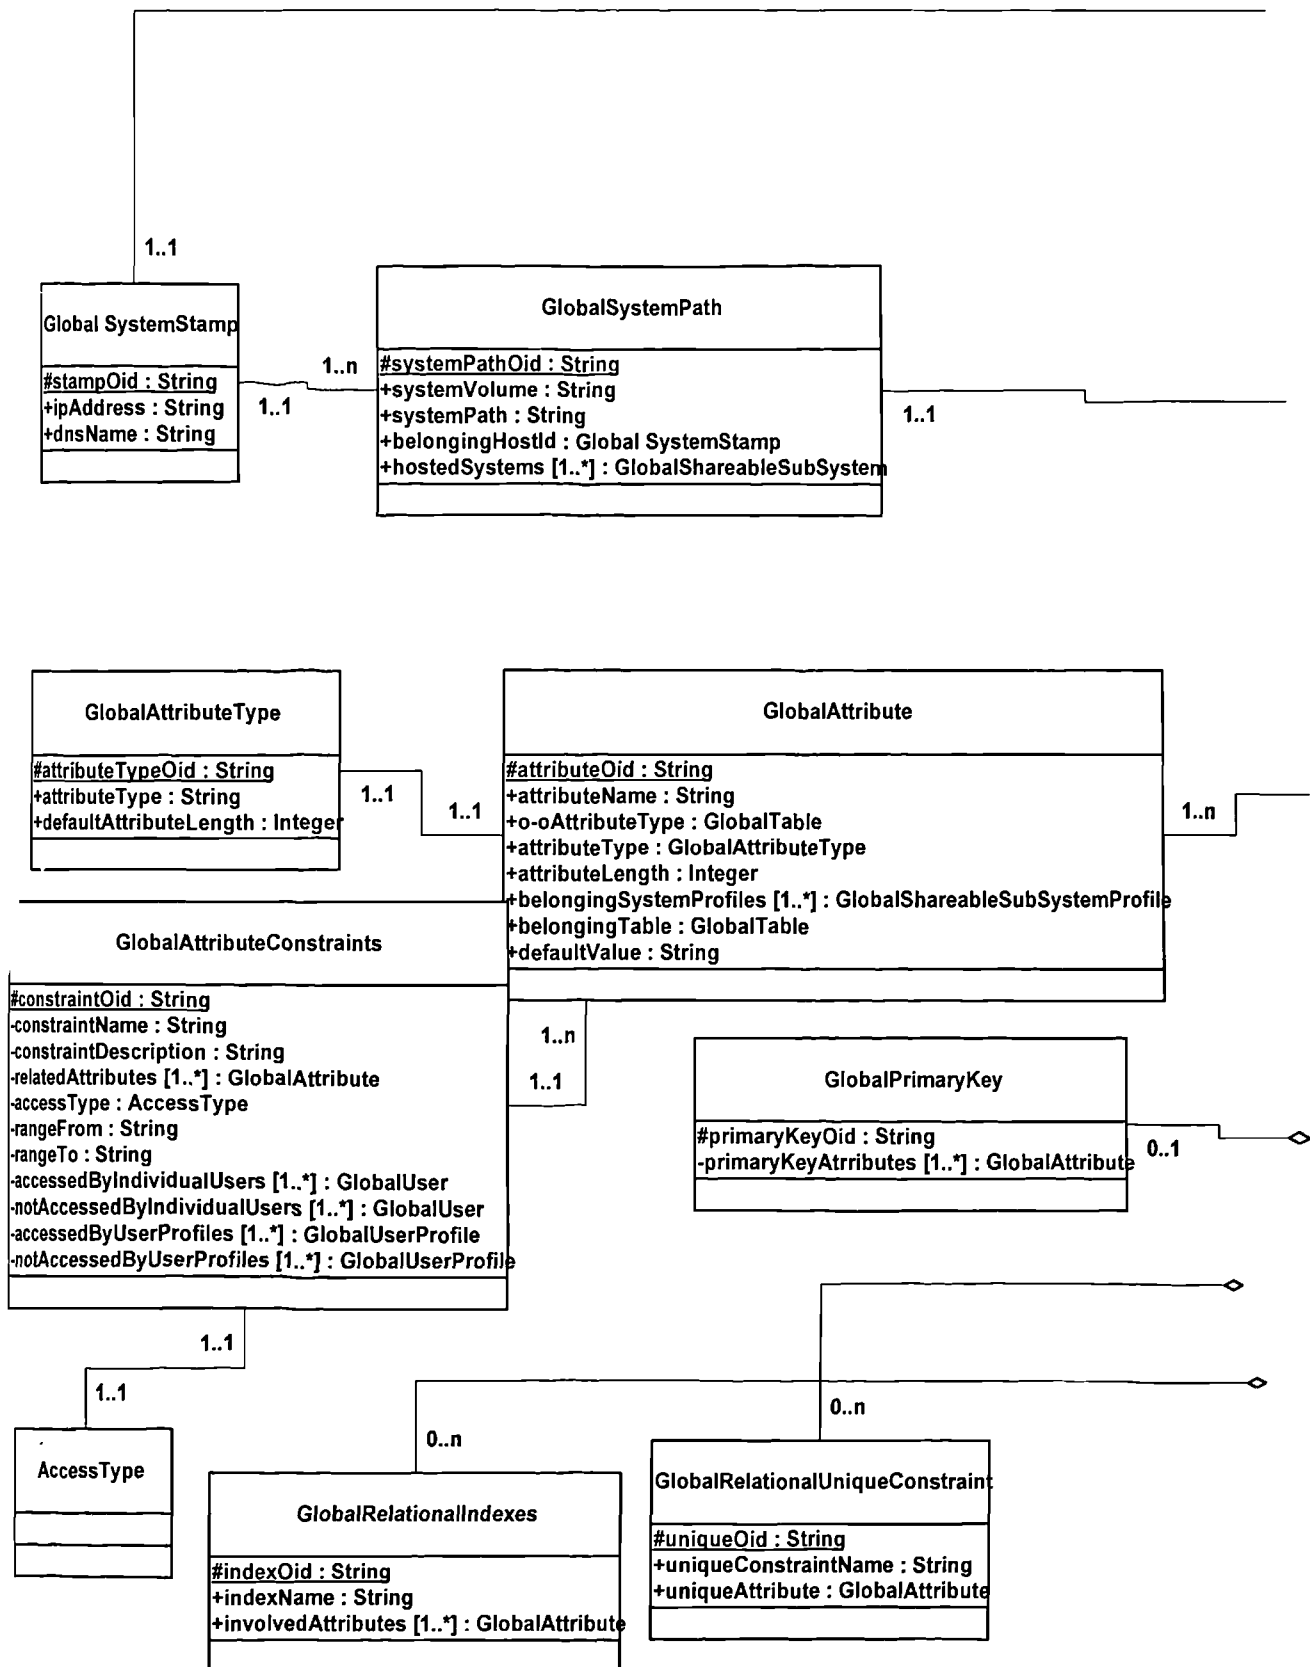 1..1
Global SystemStamp
#stampOid : String
+ipAddress : String
+dnsName : String
1..1
1..n
GlobalSystemPath
#systemPathOid : String
+systemVolume : String
+systemPath : String
+belongingHostId : Global SystemStamp
+hostedSystems [1..*] : GlobalShareableSubSystem
1..1
GlobalAttributeType
#attributeTypeOid : String
+attributeType : String
+defaultAttributeLength : Integer
1..1
1..1
GlobalAttribute
#attributeOid : String
+attributeName : String
+o-oAttributeType : GlobalTable
+attributeType : GlobalAttributeType
+attributeLength : Integer
+belongingSystemProfiles [1..*] : GlobalShareableSubSystemProfile
+belongingTable : GlobalTable
+defaultValue : String
1..n
GlobalAttributeConstraints
#constraintOid : String
-constraintName : String
-constraintDescription : String
-relatedAttributes [1..*] : GlobalAttribute
-accessType : AccessType
-rangeFrom : String
-rangeTo : String
-accessedByIndividualUsers [1..*] : GlobalUser
-notAccessedByIndividualUsers [1..*] : GlobalUser
-accessedByUserProfiles [1..*] : GlobalUserProfile
-notAccessedByUserProfiles [1..*] : GlobalUserProfile
1..n
1..1
GlobalPrimaryKey
#primaryKeyOid : String
-primaryKeyAtrributes [1..*] : GlobalAttribute
0..1
1..1
1..1
AccessType
0..n
GlobalRelationalIndexes
#indexOid : String
+indexName : String
+involvedAttributes [1..*] : GlobalAttribute
0..n
GlobalRelationalUniqueConstraint
#uniqueOid : String
+uniqueConstraintName : String
+uniqueAttribute : GlobalAttribute